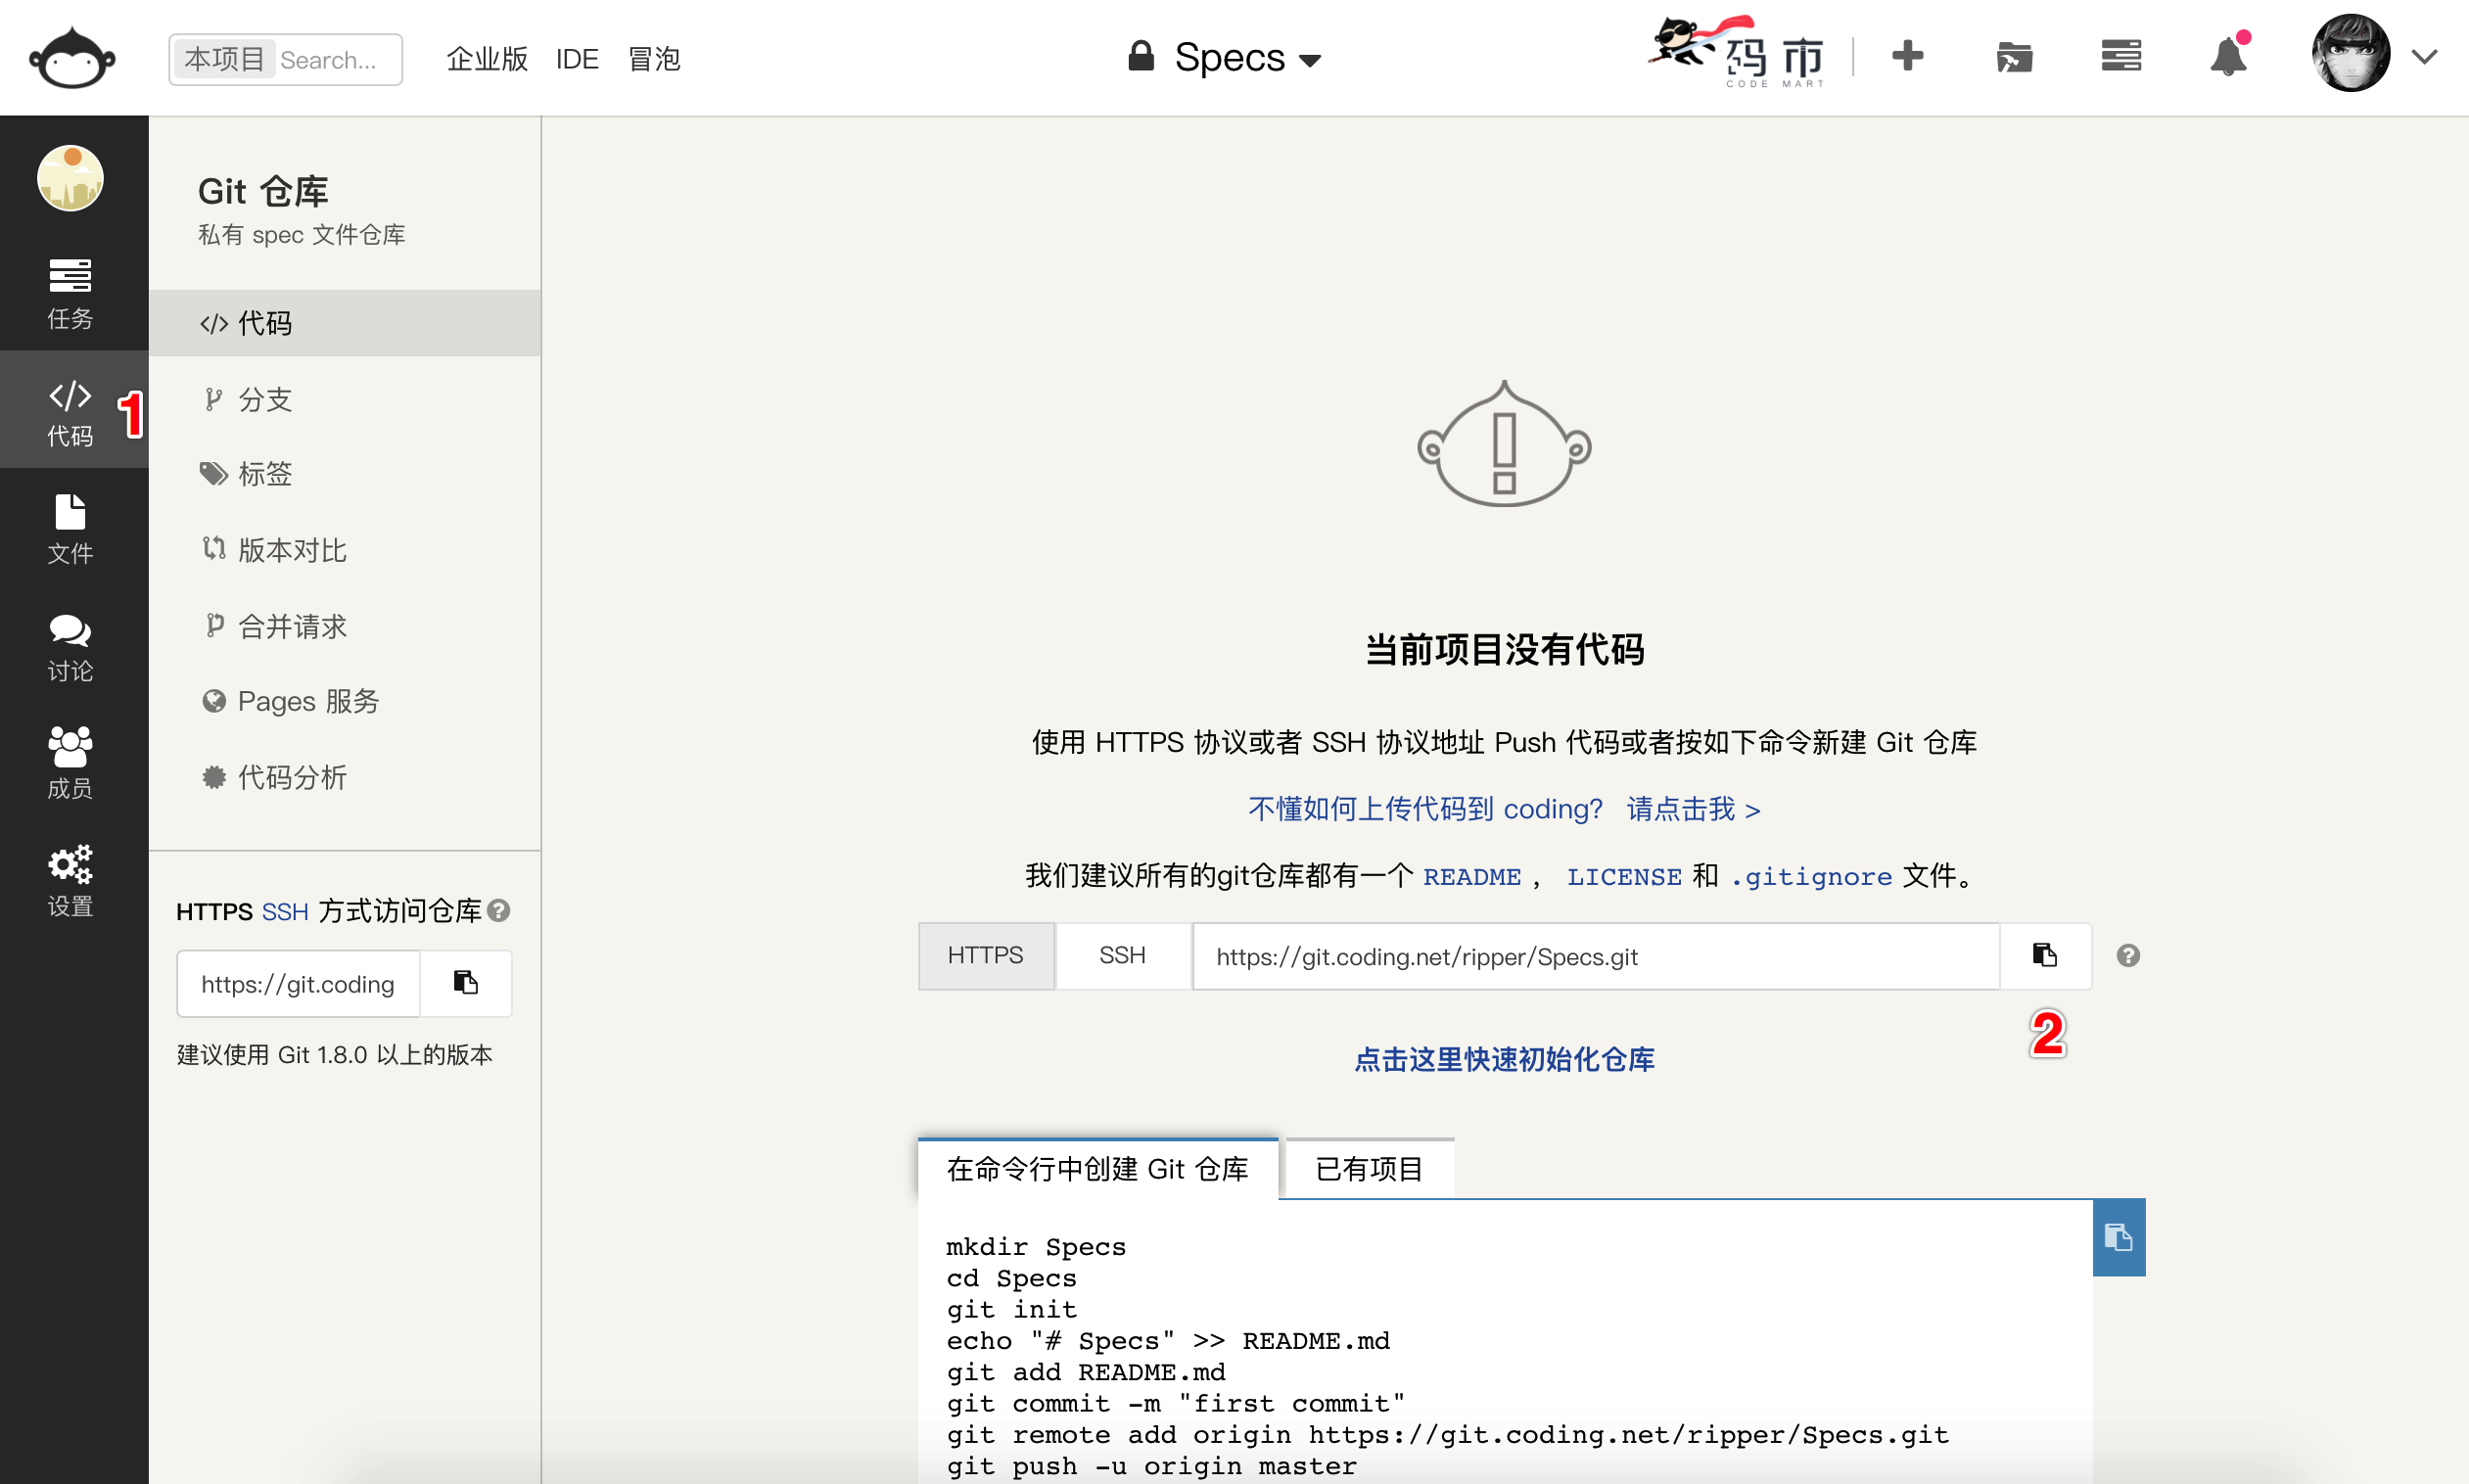 本项目 Search... 企业版 IDE 冒泡 Specs 码市
CODE MART
任务
代码 1
文件
讨论
成员
设置
Git 仓库
私有 spec 文件仓库
</> 代码
分支
标签
版本对比
合并请求
Pages 服务
代码分析
HTTPS SSH 方式访问仓库
https://git.coding
建议使用 Git 1.8.0 以上的版本
当前项目没有代码
使用 HTTPS 协议或者 SSH 协议地址 Push 代码或者按如下命令新建 Git 仓库
不懂如何上传代码到 coding? 请点击我 >
我们建议所有的git仓库都有一个 README , LICENSE 和 .gitignore 文件。
HTTPS SSH https://git.coding.net/ripper/Specs.git
2
点击这里快速初始化仓库
在命令行中创建 Git 仓库 已有项目
mkdir Specs
cd Specs
git init
echo "# Specs" >> README.md
git add README.md
git commit -m "first commit"
git remote add origin https://git.coding.net/ripper/Specs.git
git push -u origin master